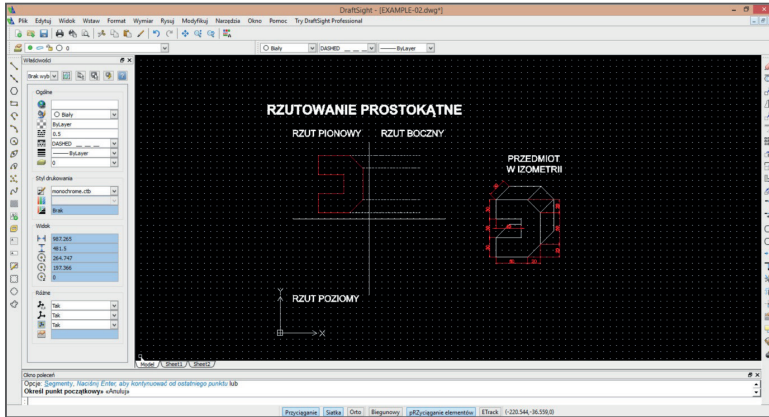 DraftSight - [EXAMPLE-02.dwg*]
Plik Edytuj Widok Wstaw Format Wymiar Rysuj Modyfikuj Narzędzia Okno Pomoc Try DraftSight Professional
0 Biały DASHED ByLayer
Właściwości
Brak wyb
Ogólne
Biały
ByLayer
0.5
DASHED
ByLayer
0
Styl drukowania
monochrome.ctb
Brak
Widok
987.265
481.5
264.747
197.366
0
Różne
Tak
Tak
Tak
RZUTOWANIE PROSTOKĄTNE
RZUT PIONOWY RZUT BOCZNY
PRZEDMIOT
W IZOMETRII
RZUT POZIOMY
Y
X
Model Sheet1 Sheet2
Okno poleceń
Opcje: Segmenty, Naciśnij Enter, aby kontynuować od ostatniego punktu lub
Określ punkt początkowy» «Anuluj»
:
Przyciąganie Siatka Orto Biegunowy pRZyciąganie elementów ETrack (-220.544,-36.559,0)